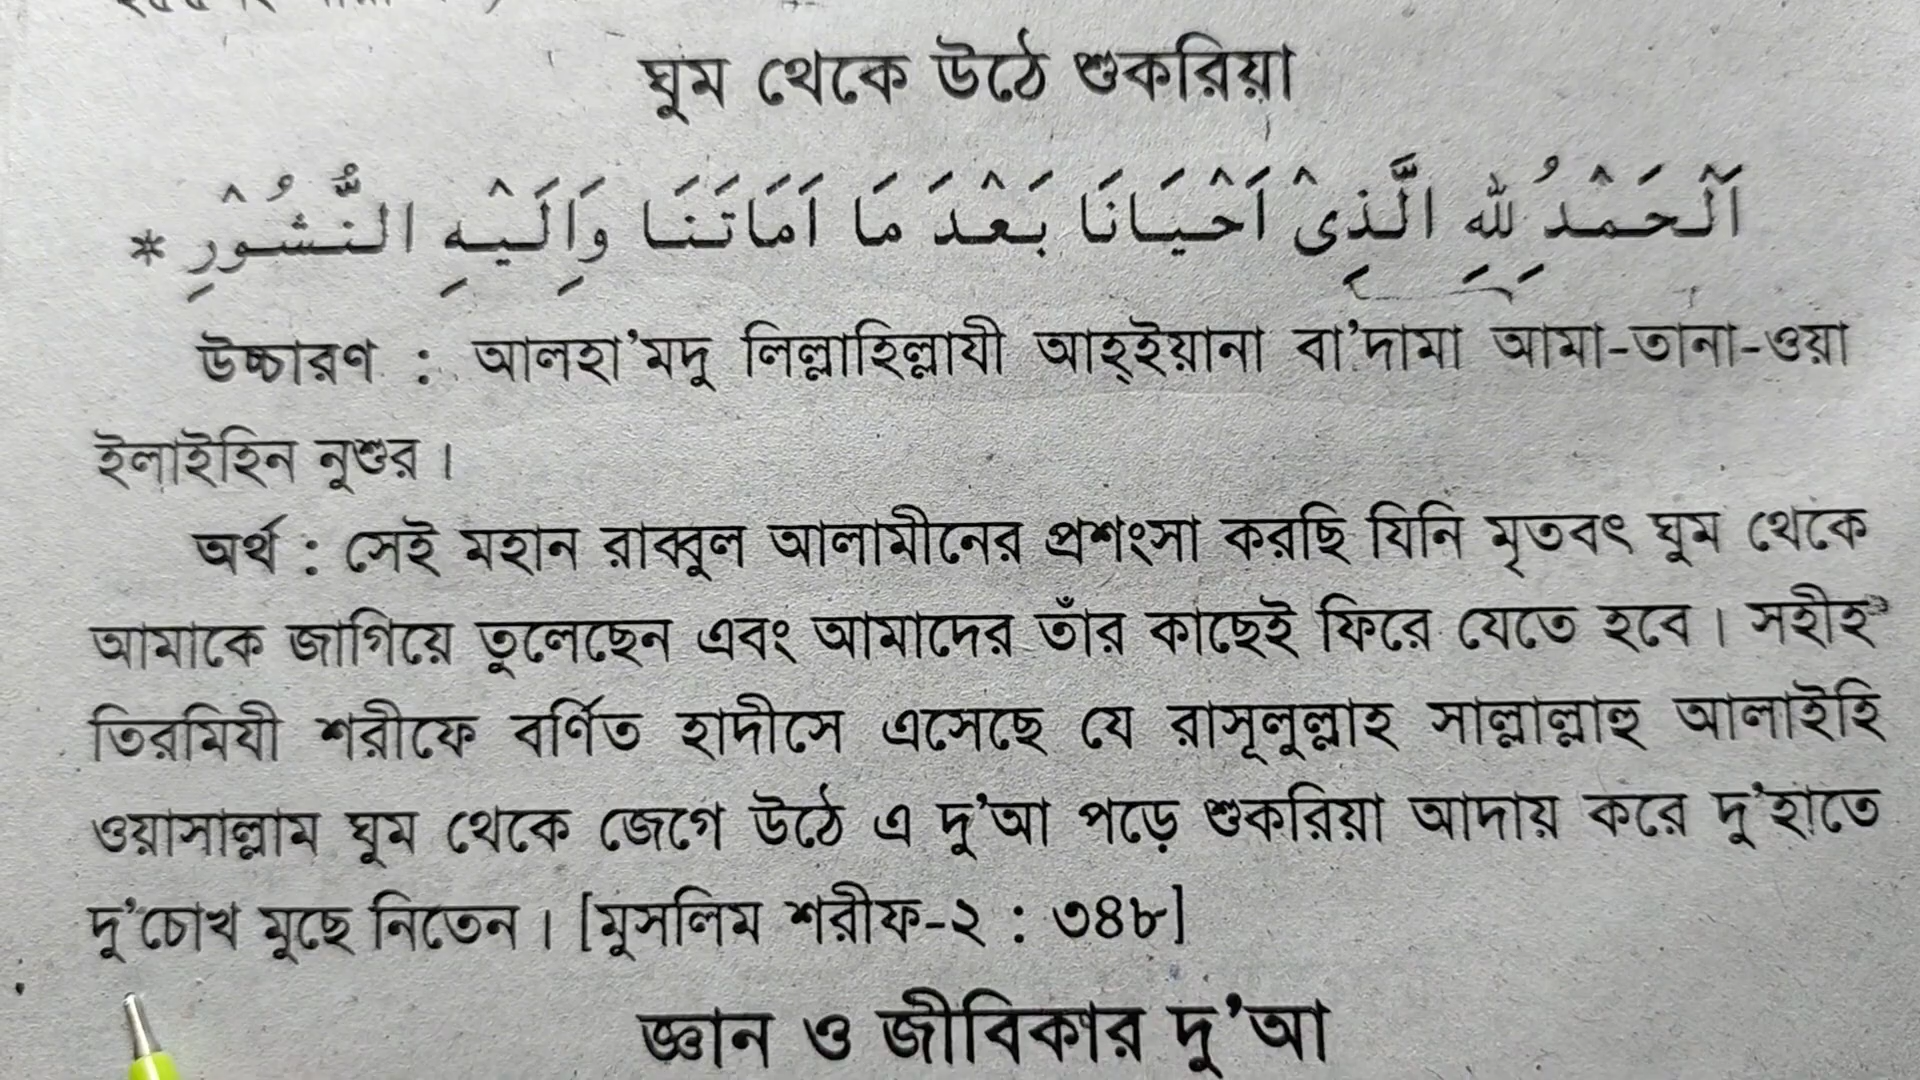 ঘুম থেকে উঠে শুকরিয়া
اَلْحَمْدُ لِلّٰهِ الَّذِىْ اَحْيَانَا بَعْدَ مَا اَمَاتَنَا وَاِلَيْهِ النُّشُوْرِ *
উচ্চারণ : আলহা'মদু লিল্লাহিল্লাযী আহ্ইয়ানা বা'দামা আমা-তানা-ওয়া
ইলাইহিন নুশুর।
অর্থ : সেই মহান রাব্বুল আলামীনের প্রশংসা করছি যিনি মৃতবৎ ঘুম থেকে
আমাকে জাগিয়ে তুলেছেন এবং আমাদের তাঁর কাছেই ফিরে যেতে হবে। সহীহ
তিরমিযী শরীফে বর্ণিত হাদীসে এসেছে যে রাসূলুল্লাহ সাল্লাল্লাহু আলাইহি
ওয়াসাল্লাম ঘুম থেকে জেগে উঠে এ দু'আ পড়ে শুকরিয়া আদায় করে দু'হাতে
দু'চোখ মুছে নিতেন। [মুসলিম শরীফ-২ : ৩৪৮]
জ্ঞান ও জীবিকার দু'আ